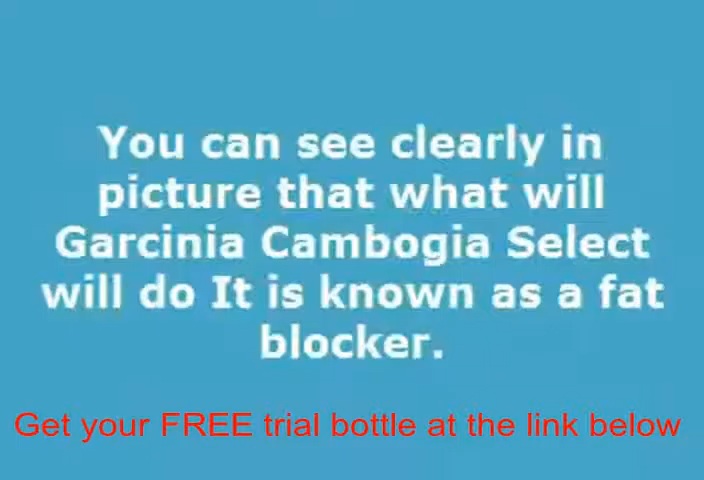 You can see clearly in
picture that what will
Garcinia Cambogia Select
will do It is known as a fat
blocker.
Get your FREE trial bottle at the link below